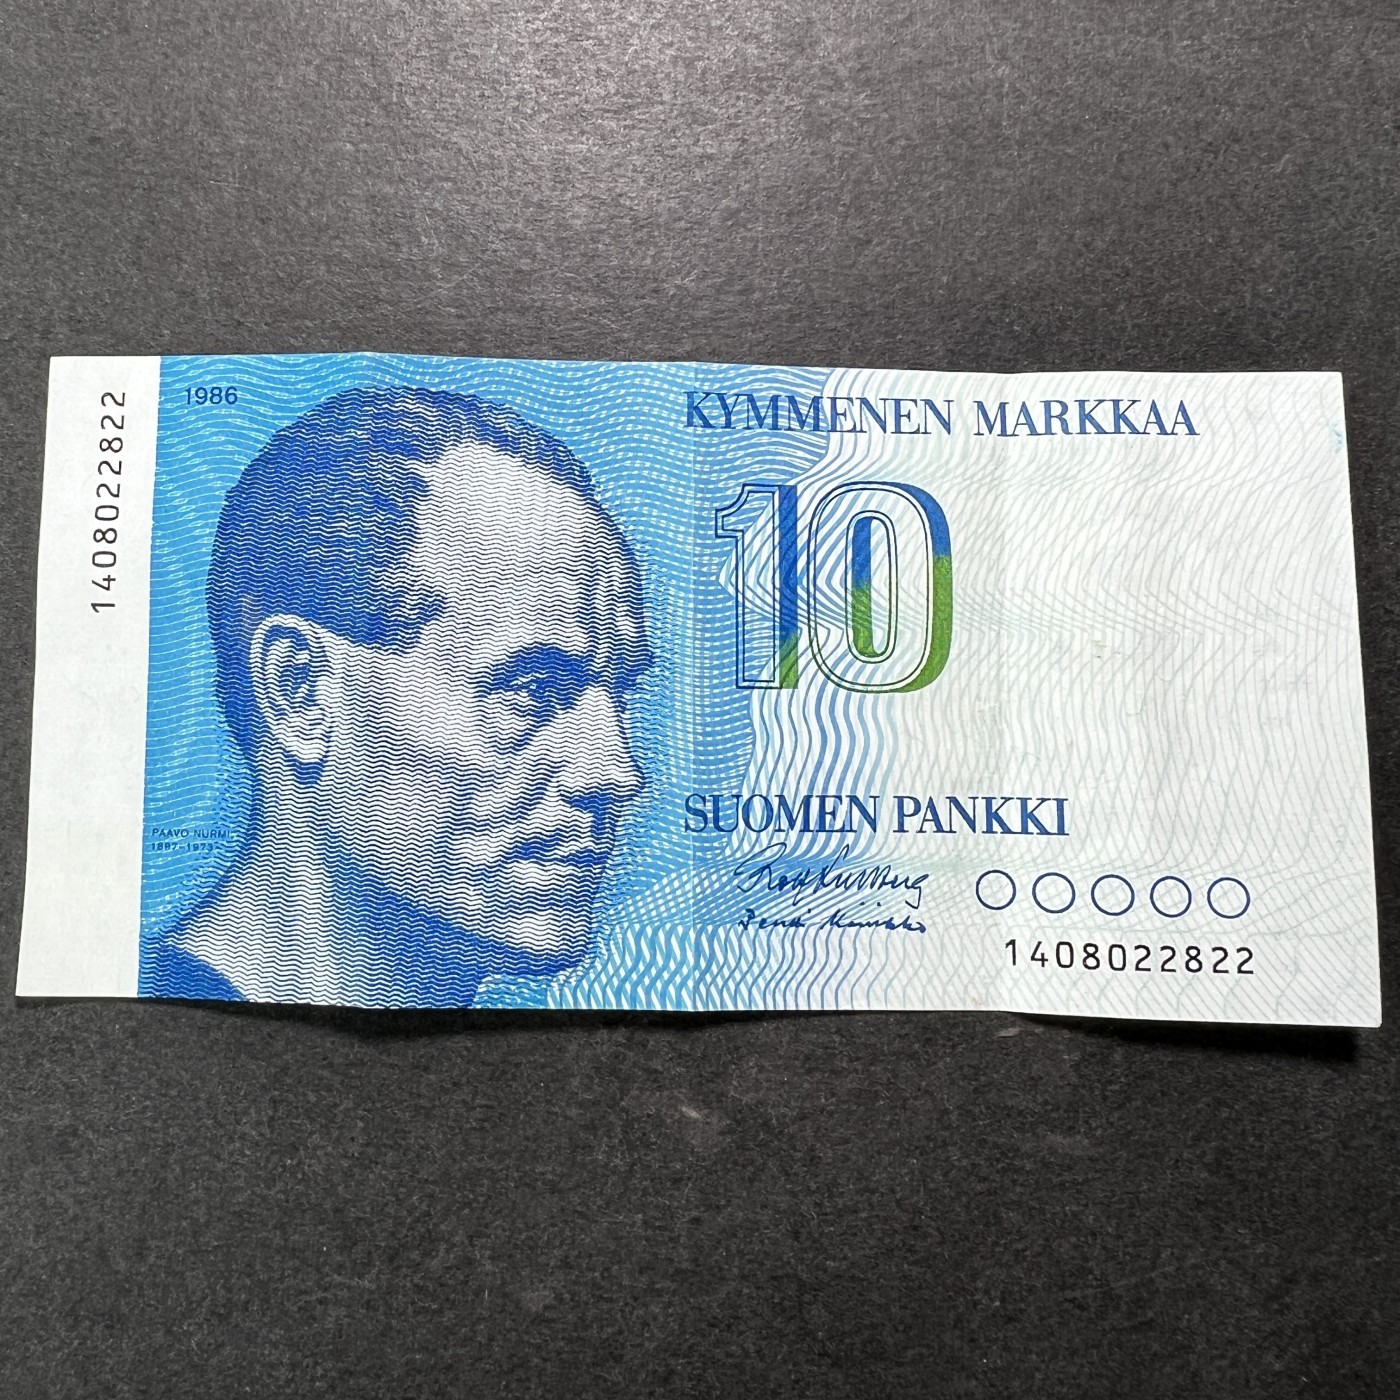 1408022822
1986
KYMMENEN MARKKAA
10
PAAVO NURMI
1897-1973
SUOMEN PANKKI
1408022822